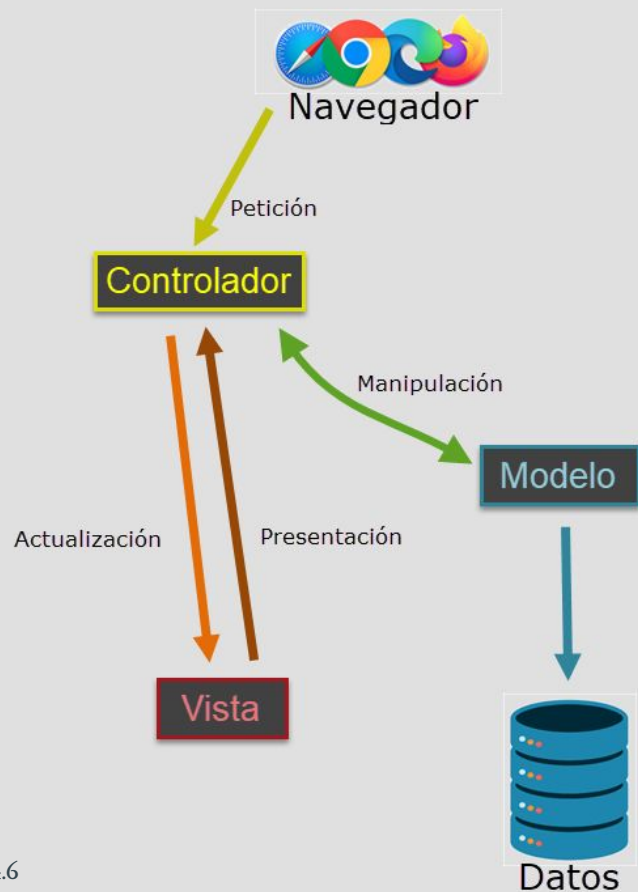 Navegador
Petición
Controlador
Manipulación
Modelo
Actualización
Presentación
Vista
Datos